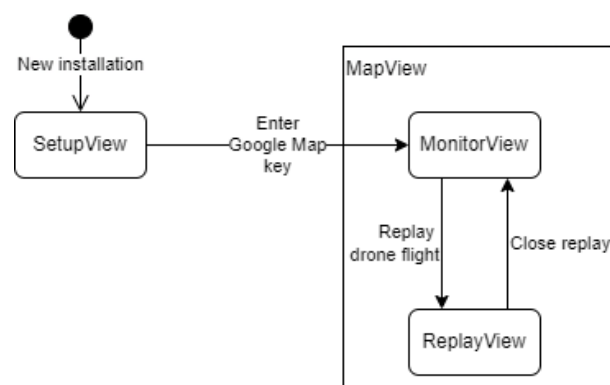 New installation
MapView
SetupView
Enter
Google Map
key
MonitorView
Replay
drone flight
Close replay
ReplayView